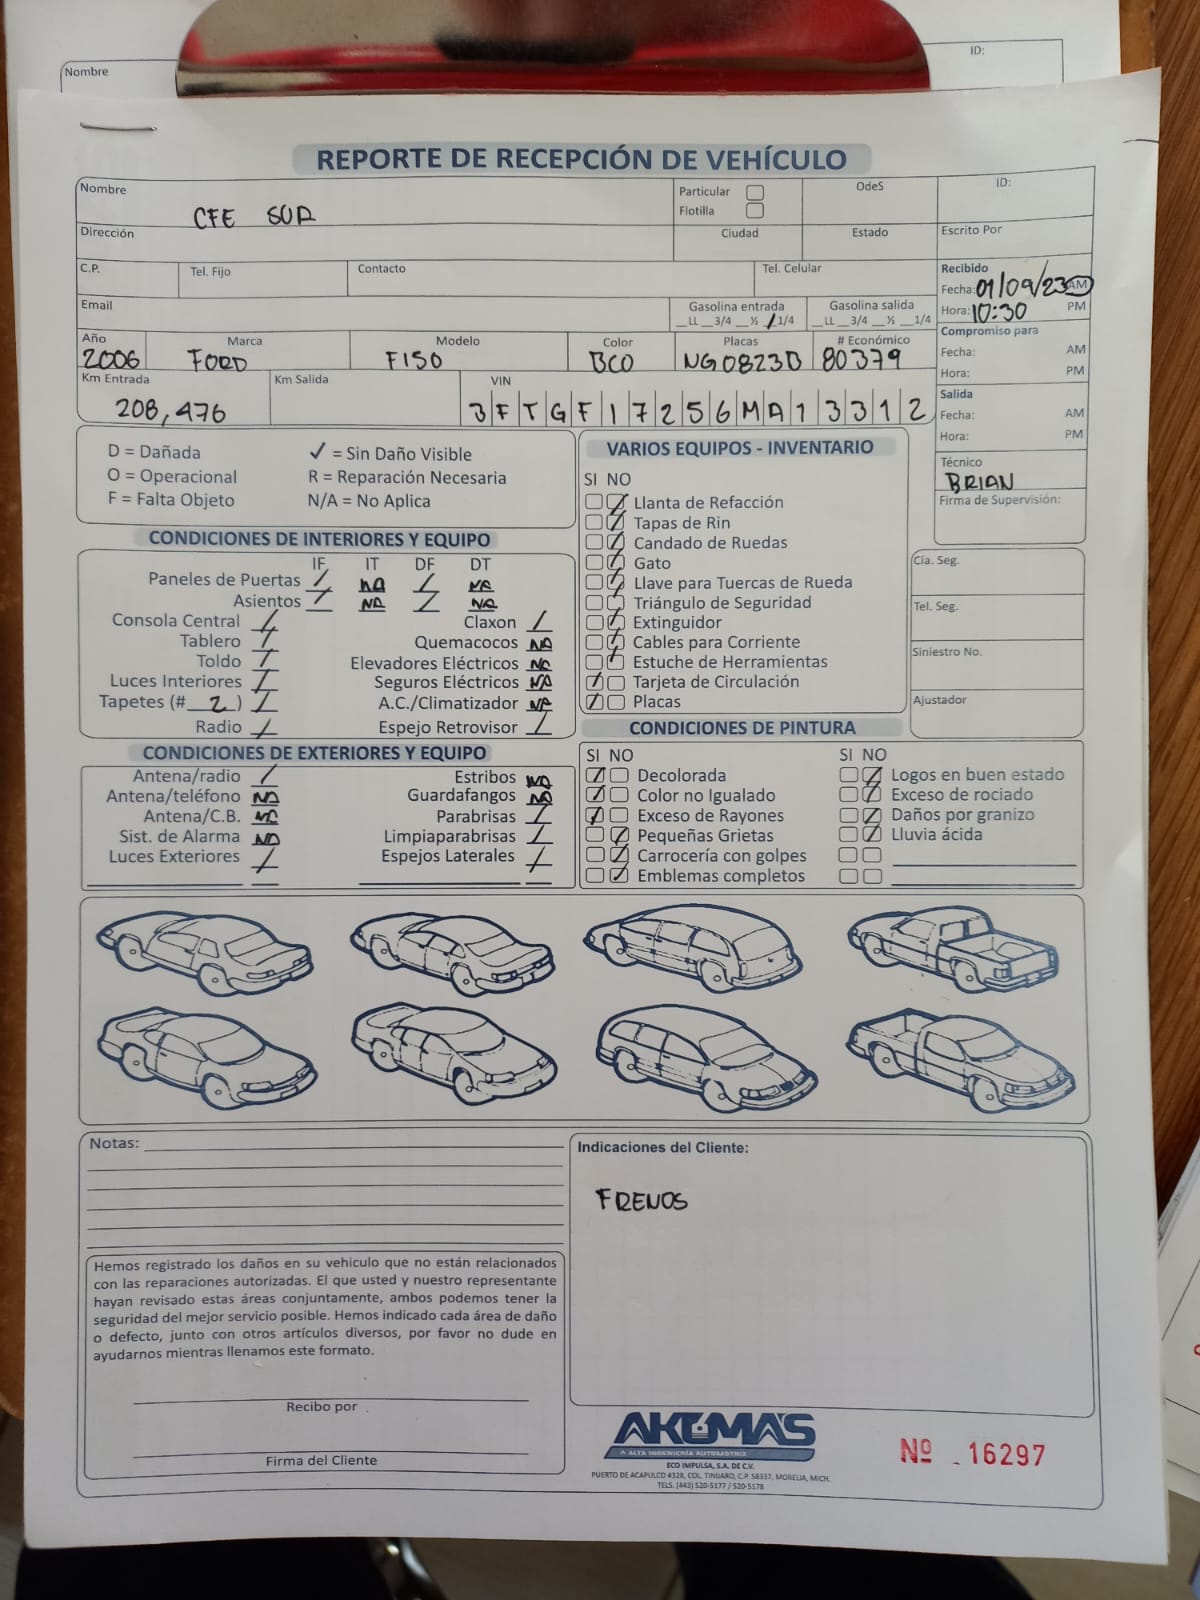 Nombre
ID:
REPORTE DE RECEPCIÓN DE VEHÍCULO
Nombre CFE SUR
Particular
Flotilla
OdeS
ID:
Dirección
Ciudad
Estado
Escrito Por
C.P.
Tel. Fijo
Contacto
Tel. Celular
Recibido
Fecha: 01/09/23 AM
Hora: 10:30 PM
Email
Gasolina entrada
__LL __3/4 __½ __1/4
Gasolina salida
__LL __3/4 __½ __1/4
Compromiso para
Fecha: AM
Hora: PM
Año Marca Modelo Color Placas # Económico
2006 FORD F150 BCO NG0823D 80379
Km Entrada Km Salida VIN
208,476 3FTGF17256MA13312
Salida
Fecha: AM
Hora: PM
Técnico
BRIAN
Firma de Supervisión:
D = Dañada ✓ = Sin Daño Visible
O = Operacional R = Reparación Necesaria
F = Falta Objeto N/A = No Aplica
VARIOS EQUIPOS - INVENTARIO
SI NO
Llanta de Refacción
Tapas de Rin
Candado de Ruedas
Gato
Llave para Tuercas de Rueda
Triángulo de Seguridad
Extinguidor
Cables para Corriente
Estuche de Herramientas
Tarjeta de Circulación
Placas
Cía. Seg.
Tel. Seg.
Siniestro No.
Ajustador
CONDICIONES DE INTERIORES Y EQUIPO
IF IT DF DT
Paneles de Puertas / NA / NA
Asientos / NA / NA
Consola Central / Claxon /
Tablero / Quemacocos NA
Toldo / Elevadores Eléctricos NA
Luces Interiores / Seguros Eléctricos NA
Tapetes (# 2 ) / A.C./Climatizador NA
Radio / Espejo Retrovisor /
CONDICIONES DE EXTERIORES Y EQUIPO
Antena/radio / Estribos NA
Antena/teléfono NA Guardafangos NA
Antena/C.B. NA Parabrisas /
Sist. de Alarma NA Limpiaparabrisas /
Luces Exteriores / Espejos Laterales /
CONDICIONES DE PINTURA
SI NO SI NO
Decolorada Logos en buen estado
Color no Igualado Exceso de rociado
Exceso de Rayones Daños por granizo
Pequeñas Grietas Lluvia ácida
Carrocería con golpes
Emblemas completos
Notas:
Indicaciones del Cliente:
FRENOS
Hemos registrado los daños en su vehiculo que no están relacionados
con las reparaciones autorizadas. El que usted y nuestro representante
hayan revisado estas áreas conjuntamente, ambos podemos tener la
seguridad del mejor servicio posible. Hemos indicado cada área de daño
o defecto, junto con otros artículos diversos, por favor no dude en
ayudarnos mientras llenamos este formato.
Recibo por
Firma del Cliente
AKUMA'S
A ALTA INGENIERÍA AUTOMOTRIZ
ECO IMPULSA, S.A. DE C.V.
PUERTO DE ACAPULCO #328, COL. TINIJARO, C.P. 58337, MORELIA, MICH.
TELS. (443) 520-5177 / 520-5178
Nº 16297